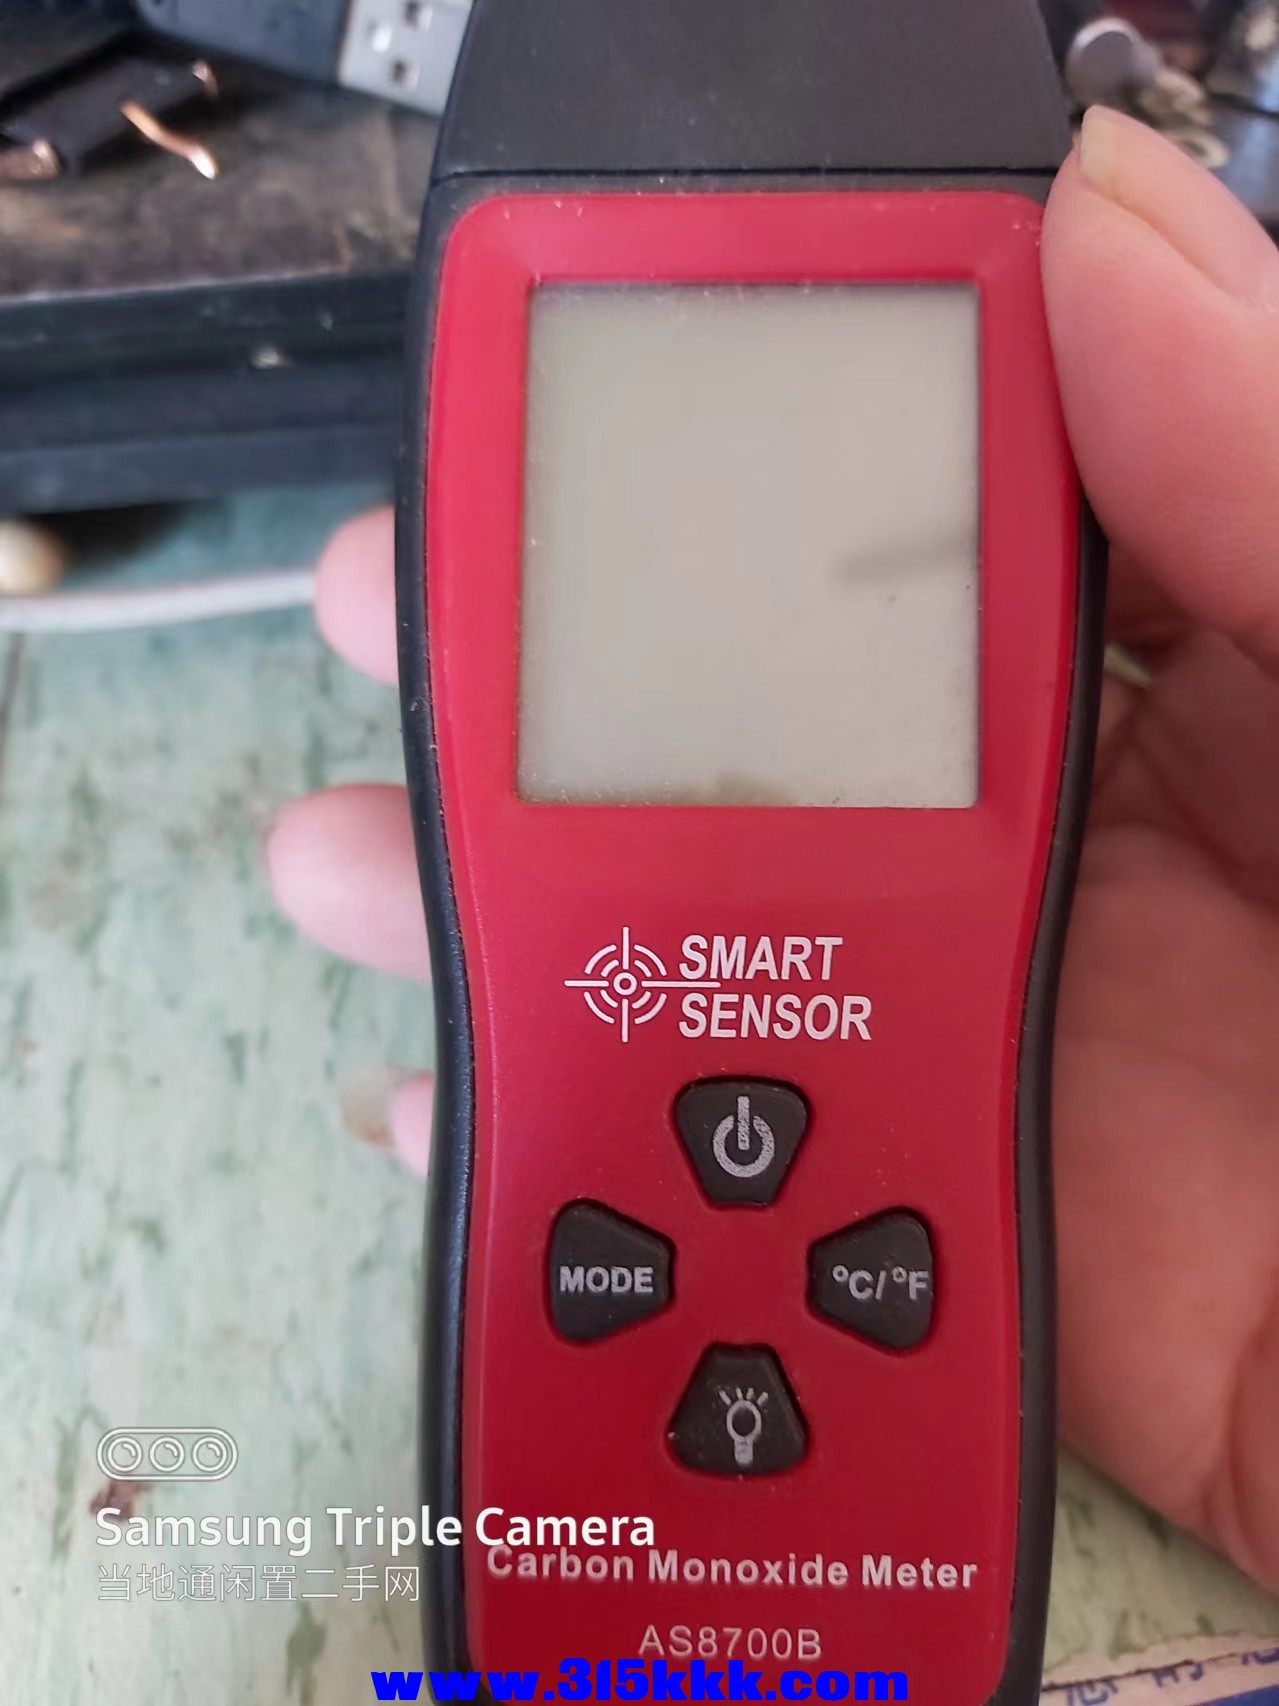 SMART
SENSOR
MODE
°C/°F
Samsung Triple Camera
当地通闲置二手网
Carbon Monoxide Meter
AS8700B
www.315kkk.com